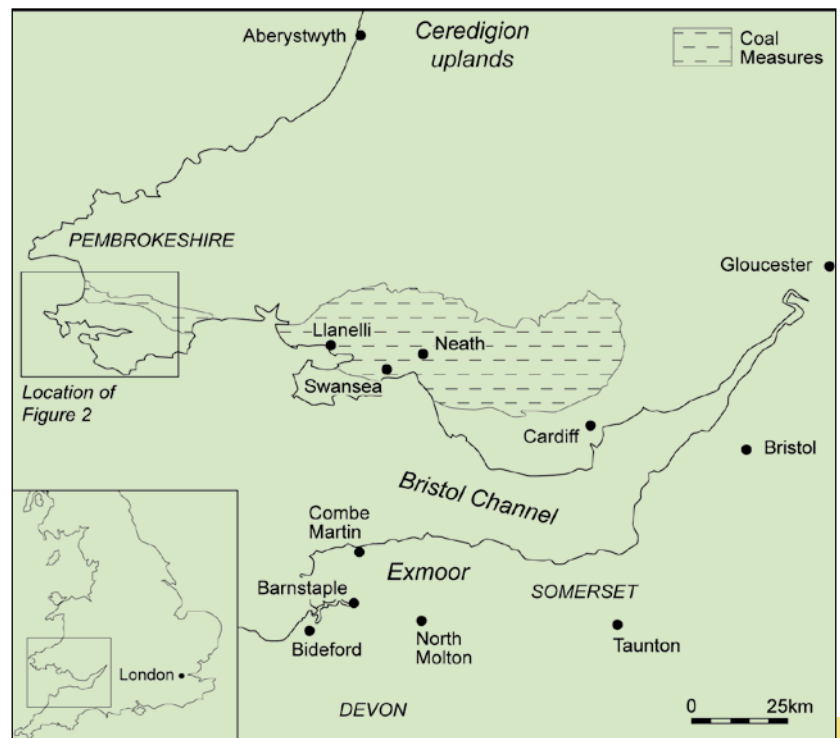 Aberystwyth
Ceredigion
uplands
Coal
Measures
PEMBROKESHIRE
Gloucester
Llanelli
Neath
Swansea
Location of
Figure 2
Cardiff
Bristol
Bristol Channel
Combe
Martin
Exmoor
Barnstaple
SOMERSET
Bideford
North
Molton
Taunton
London
DEVON
0 25km